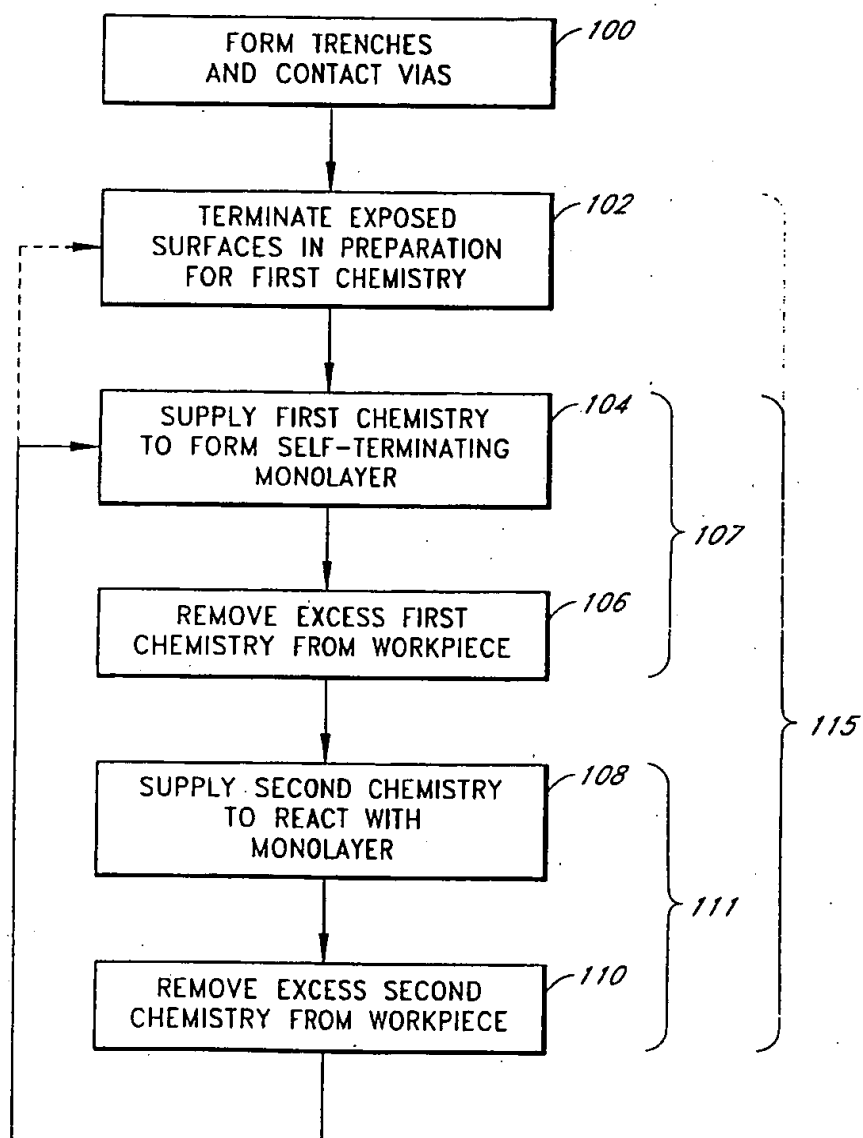 FORM TRENCHES
AND CONTACT VIAS
100
TERMINATE EXPOSED
SURFACES IN PREPARATION
FOR FIRST CHEMISTRY
102
SUPPLY FIRST CHEMISTRY
TO FORM SELF-TERMINATING
MONOLAYER
104
107
REMOVE EXCESS FIRST
CHEMISTRY FROM WORKPIECE
106
115
SUPPLY SECOND CHEMISTRY
TO REACT WITH
MONOLAYER
108
111
REMOVE EXCESS SECOND
CHEMISTRY FROM WORKPIECE
110